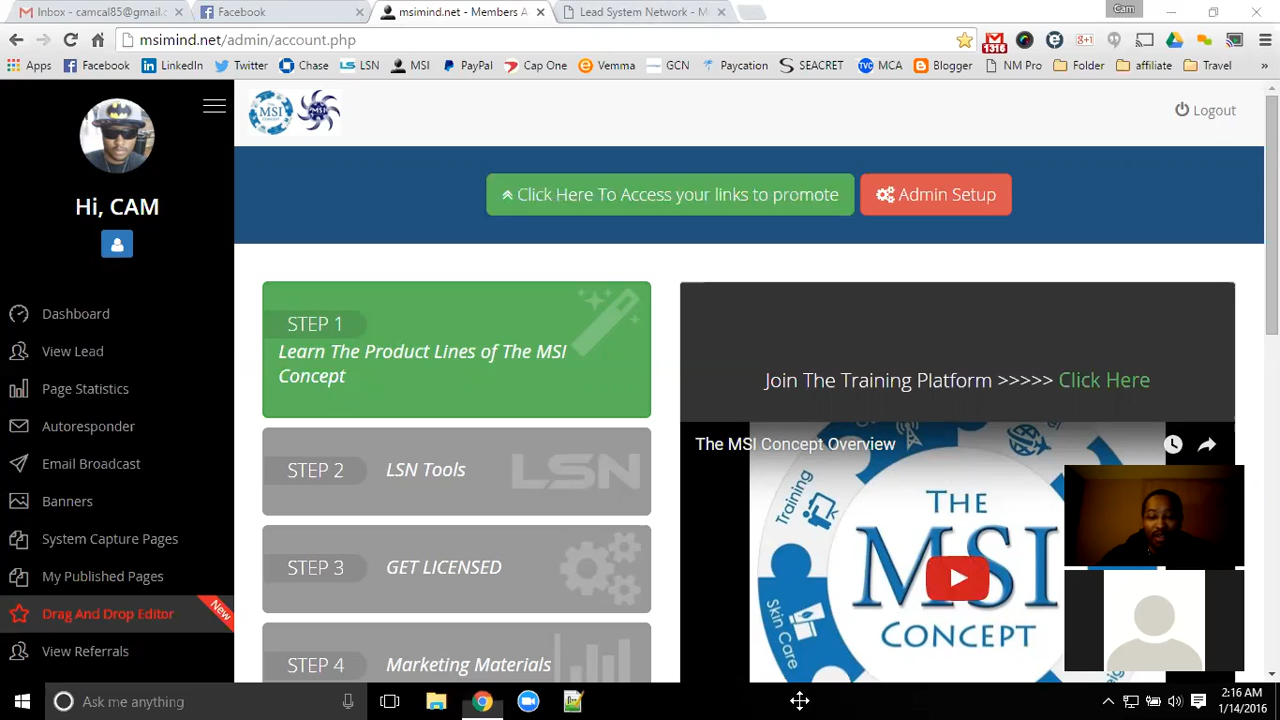 Inbox - camcal85@gmail.c
Facebook
msimind.net - Members A
Lead System Network - M
Cam
msimind.net/admin/account.php
1316
Apps
Facebook
LinkedIn
Twitter
Chase
LSN
MSI
PayPal
Cap One
Vemma
GCN
Paycation
SEACRET
TVC
MCA
Blogger
NM Pro
Folder
affiliate
Travel
THE
MSI
CONCEPT
MSI
Logout
Hi, CAM
Click Here To Access your links to promote
Admin Setup
Dashboard
View Lead
Page Statistics
Autoresponder
Email Broadcast
Banners
System Capture Pages
My Published Pages
Drag And Drop Editor
New
View Referrals
STEP 1
Learn The Product Lines of The MSI
Concept
STEP 2
LSN Tools
LSN
STEP 3
GET LICENSED
STEP 4
Marketing Materials
Join The Training Platform >>>>> Click Here
The MSI Concept Overview
Training
Skin Care
THE
MSI
CONCEPT
Ask me anything
2:16 AM
1/14/2016